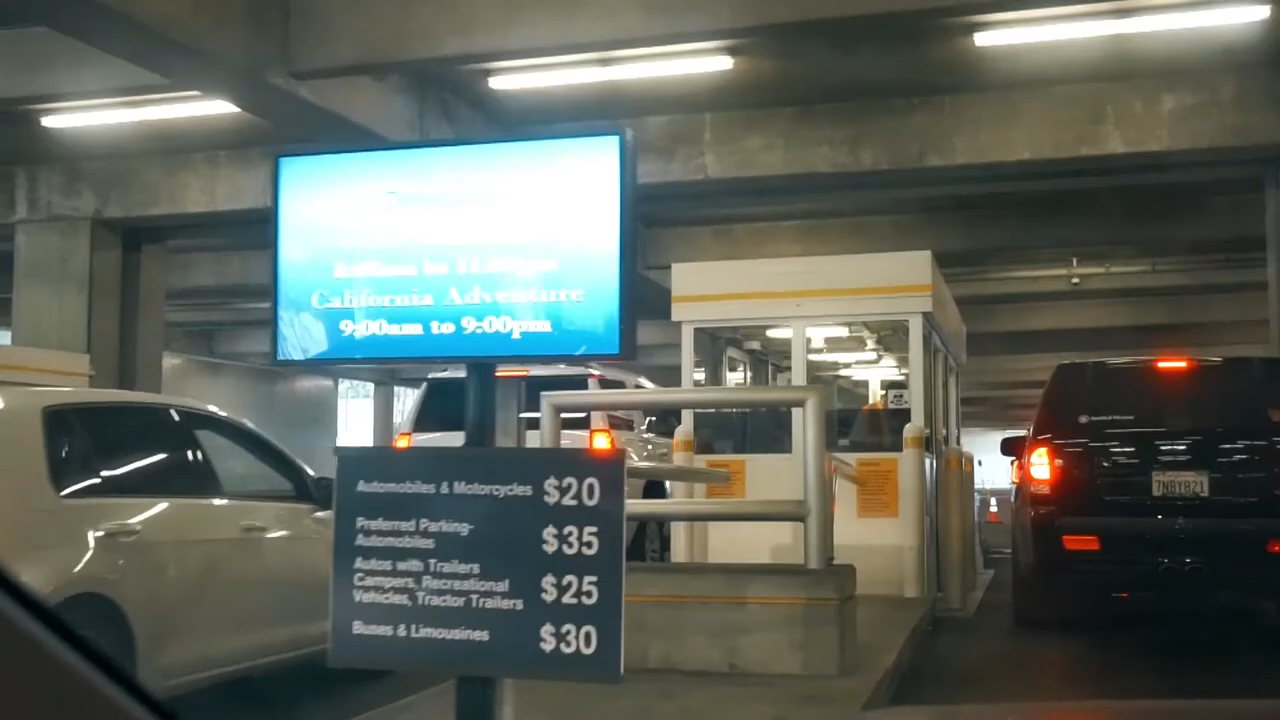 California Adventure
9:00am to 9:00pm
Automobiles & Motorcycles $20
Preferred Parking-
Automobiles $35
Autos with Trailers
Campers, Recreational $25
Vehicles, Tractor Trailers
Buses & Limousines $30
7NBY821